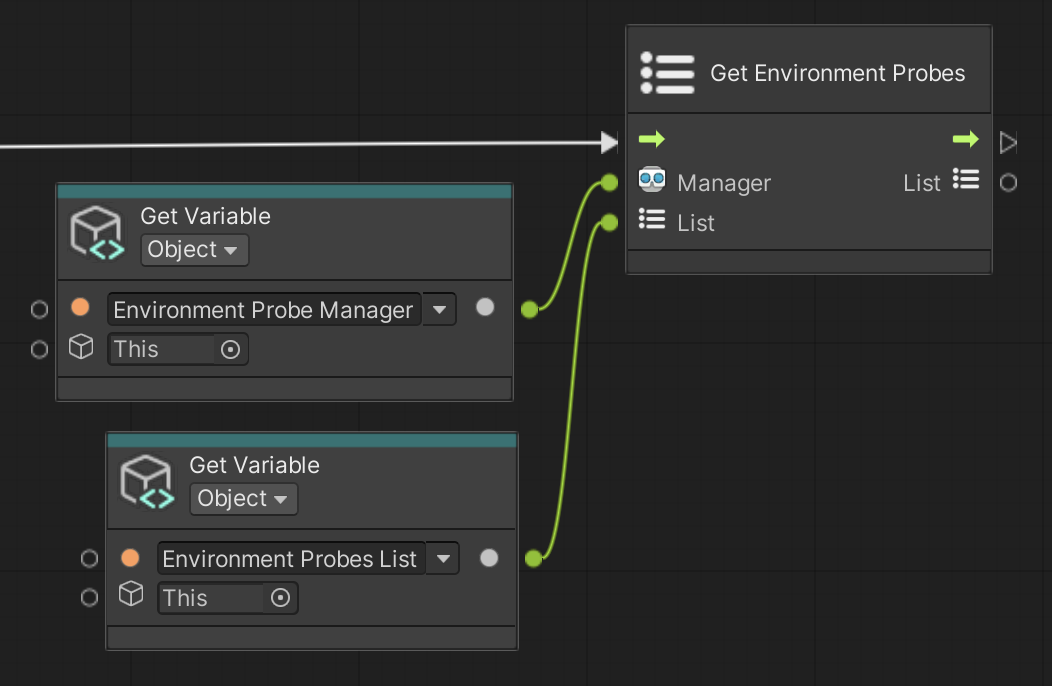 Get Environment Probes
Manager
List
List
Get Variable
Object
Environment Probe Manager
This
Get Variable
Object
Environment Probes List
This